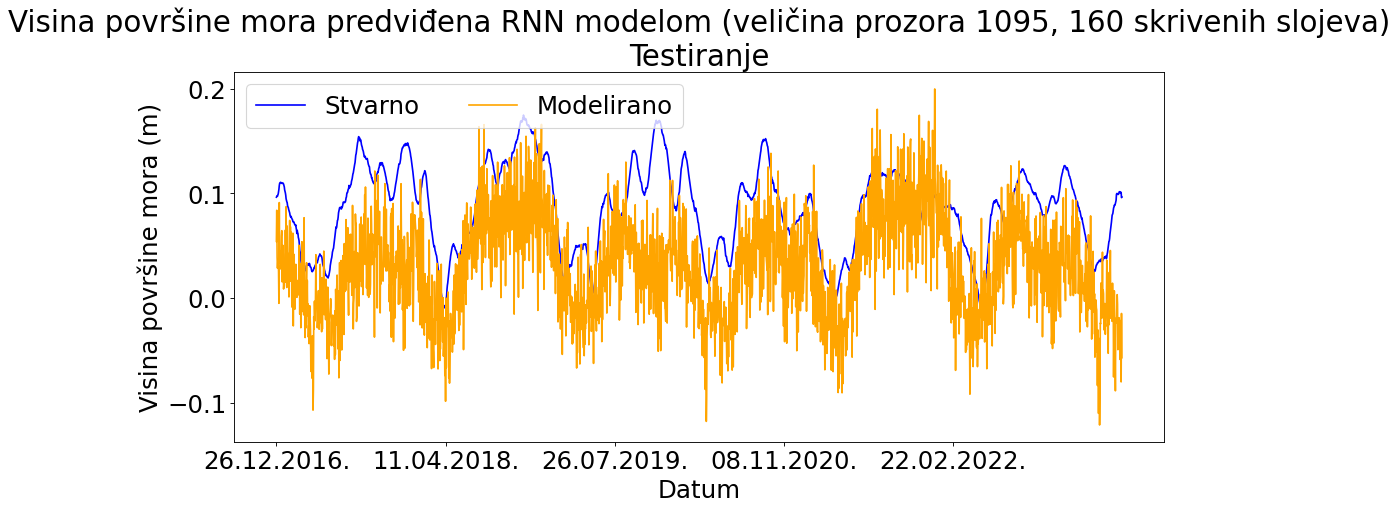 Visina površine mora predviđena RNN modelom (veličina prozora 1095, 160 skrivenih slojeva)
Testiranje
Stvarno Modelirano
Visina površine mora (m)
0.2
0.1
0.0
−0.1
26.12.2016. 11.04.2018. 26.07.2019. 08.11.2020. 22.02.2022.
Datum